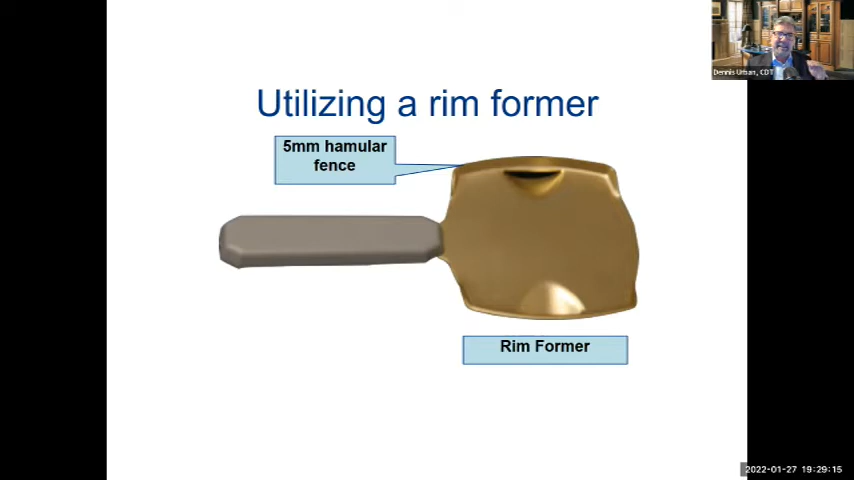 Dennis Urban, CDT
Utilizing a rim former
5mm hamular
fence
Rim Former
2022-01-27 19:29:15